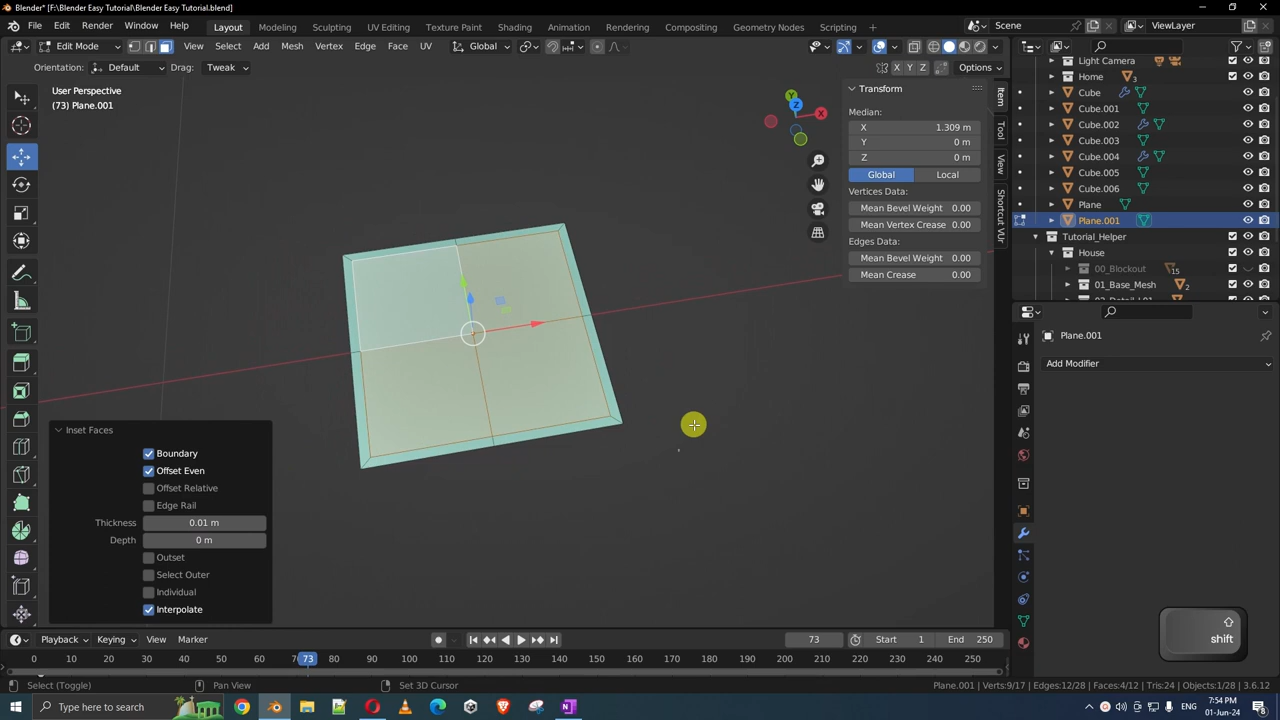 Blender* [F:\Blender Easy Tutorial\Blender Easy Tutorial.blend]
File Edit Render Window Help Layout Modeling Sculpting UV Editing Texture Paint Shading Animation Rendering Compositing Geometry Nodes Scripting Scene ViewLayer
Edit Mode View Select Add Mesh Vertex Edge Face UV Global
Orientation: Default Drag: Tweak X Y Z Options
User Perspective
(73) Plane.001
Z
Y
X
Transform
Median:
X 1.309 m
Y 0 m
Z 0 m
Global Local
Vertices Data:
Mean Bevel Weight 0.00
Mean Vertex Crease 0.00
Edges Data:
Mean Bevel Weight 0.00
Mean Crease 0.00
Item
Tool
View
Shortcut VUr
Light Camera
Home 3
Cube
Cube.001
Cube.002
Cube.003
Cube.004
Cube.005
Cube.006
Plane
Plane.001
Tutorial_Helper
House
00_Blockout 15
01_Base_Mesh 2
Plane.001
Add Modifier
Inset Faces
Boundary
Offset Even
Offset Relative
Edge Rail
Thickness 0.01 m
Depth 0 m
Outset
Select Outer
Individual
Interpolate
shift
Playback Keying View Marker 73 Start 1 End 250
0 10 20 30 40 50 60 73 80 90 100 110 120 130 140 150 160 170 180 190 200 210 220 230 240 250
Select (Toggle) Pan View Set 3D Cursor Plane.001 | Verts:9/17 | Edges:12/28 | Faces:4/12 | Tris:24 | Objects:1/28 | 3.6.12
Type here to search
ENG
7:54 PM
01-Jun-24